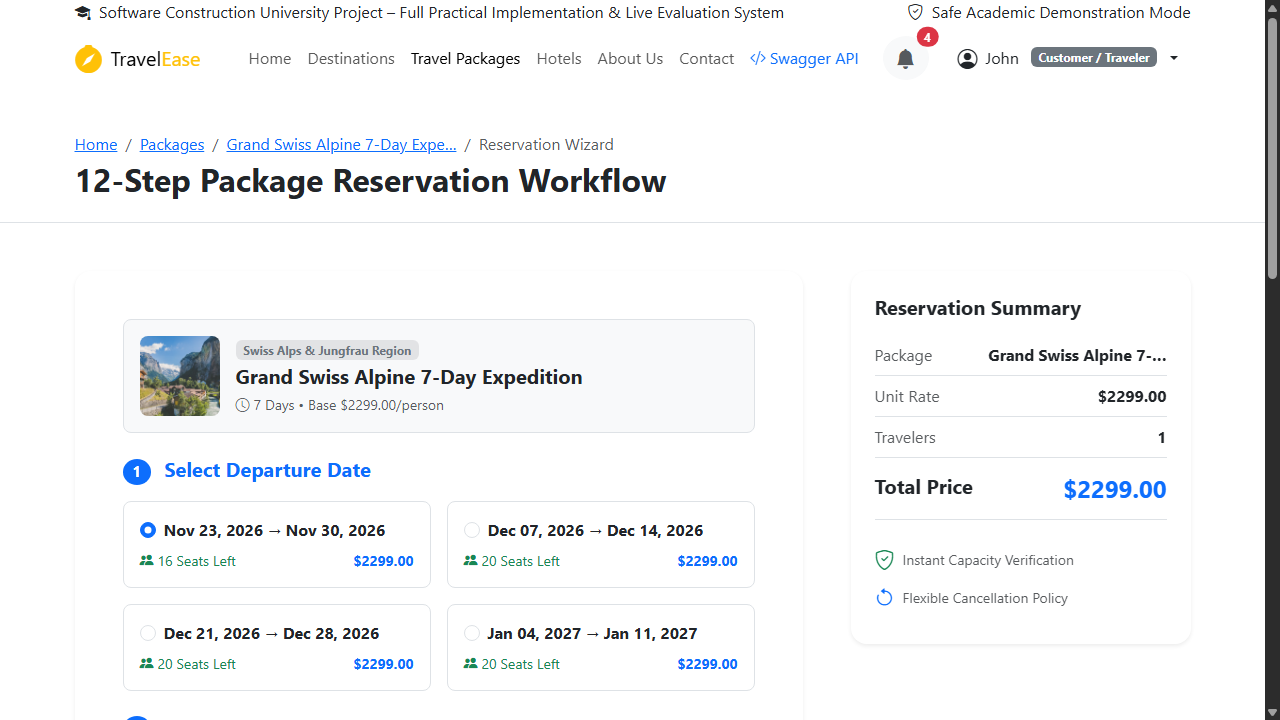 Software Construction University Project – Full Practical Implementation & Live Evaluation System
Safe Academic Demonstration Mode
TravelEase
Home
Destinations
Travel Packages
Hotels
About Us
Contact
</> Swagger API
4
John
Customer / Traveler
Home / Packages / Grand Swiss Alpine 7-Day Expe... / Reservation Wizard
12-Step Package Reservation Workflow
Swiss Alps & Jungfrau Region
Grand Swiss Alpine 7-Day Expedition
7 Days • Base $2299.00/person
1 Select Departure Date
Nov 23, 2026 → Nov 30, 2026
16 Seats Left $2299.00
Dec 07, 2026 → Dec 14, 2026
20 Seats Left $2299.00
Dec 21, 2026 → Dec 28, 2026
20 Seats Left $2299.00
Jan 04, 2027 → Jan 11, 2027
20 Seats Left $2299.00
Reservation Summary
Package Grand Swiss Alpine 7-...
Unit Rate $2299.00
Travelers 1
Total Price $2299.00
Instant Capacity Verification
Flexible Cancellation Policy